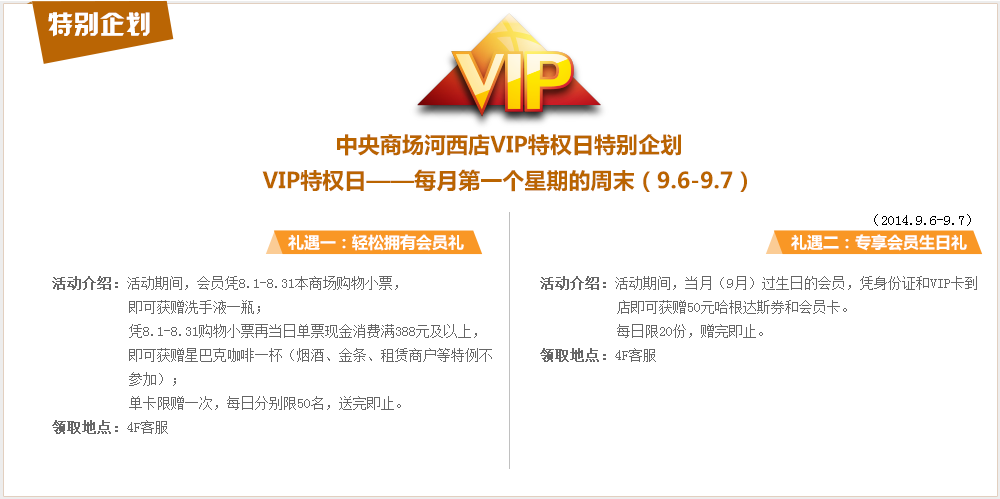 特别企划
VIP
中央商场河西店VIP特权日特别企划
VIP特权日——每月第一个星期的周末（9.6-9.7）
礼遇一：轻松拥有会员礼
活动介绍：活动期间，会员凭8.1-8.31本商场购物小票，
即可获赠洗手液一瓶；
凭8.1-8.31购物小票再当日单票现金消费满388元及以上，
即可获赠星巴克咖啡一杯（烟酒、金条、租赁商户等特例不
参加）；
单卡限赠一次，每日分别限50名，送完即止。
领取地点：4F客服
（2014.9.6-9.7）
礼遇二：专享会员生日礼
活动介绍：活动期间，当月（9月）过生日的会员，凭身份证和VIP卡到
店即可获赠50元哈根达斯券和会员卡。
每日限20份，赠完即止。
领取地点：4F客服